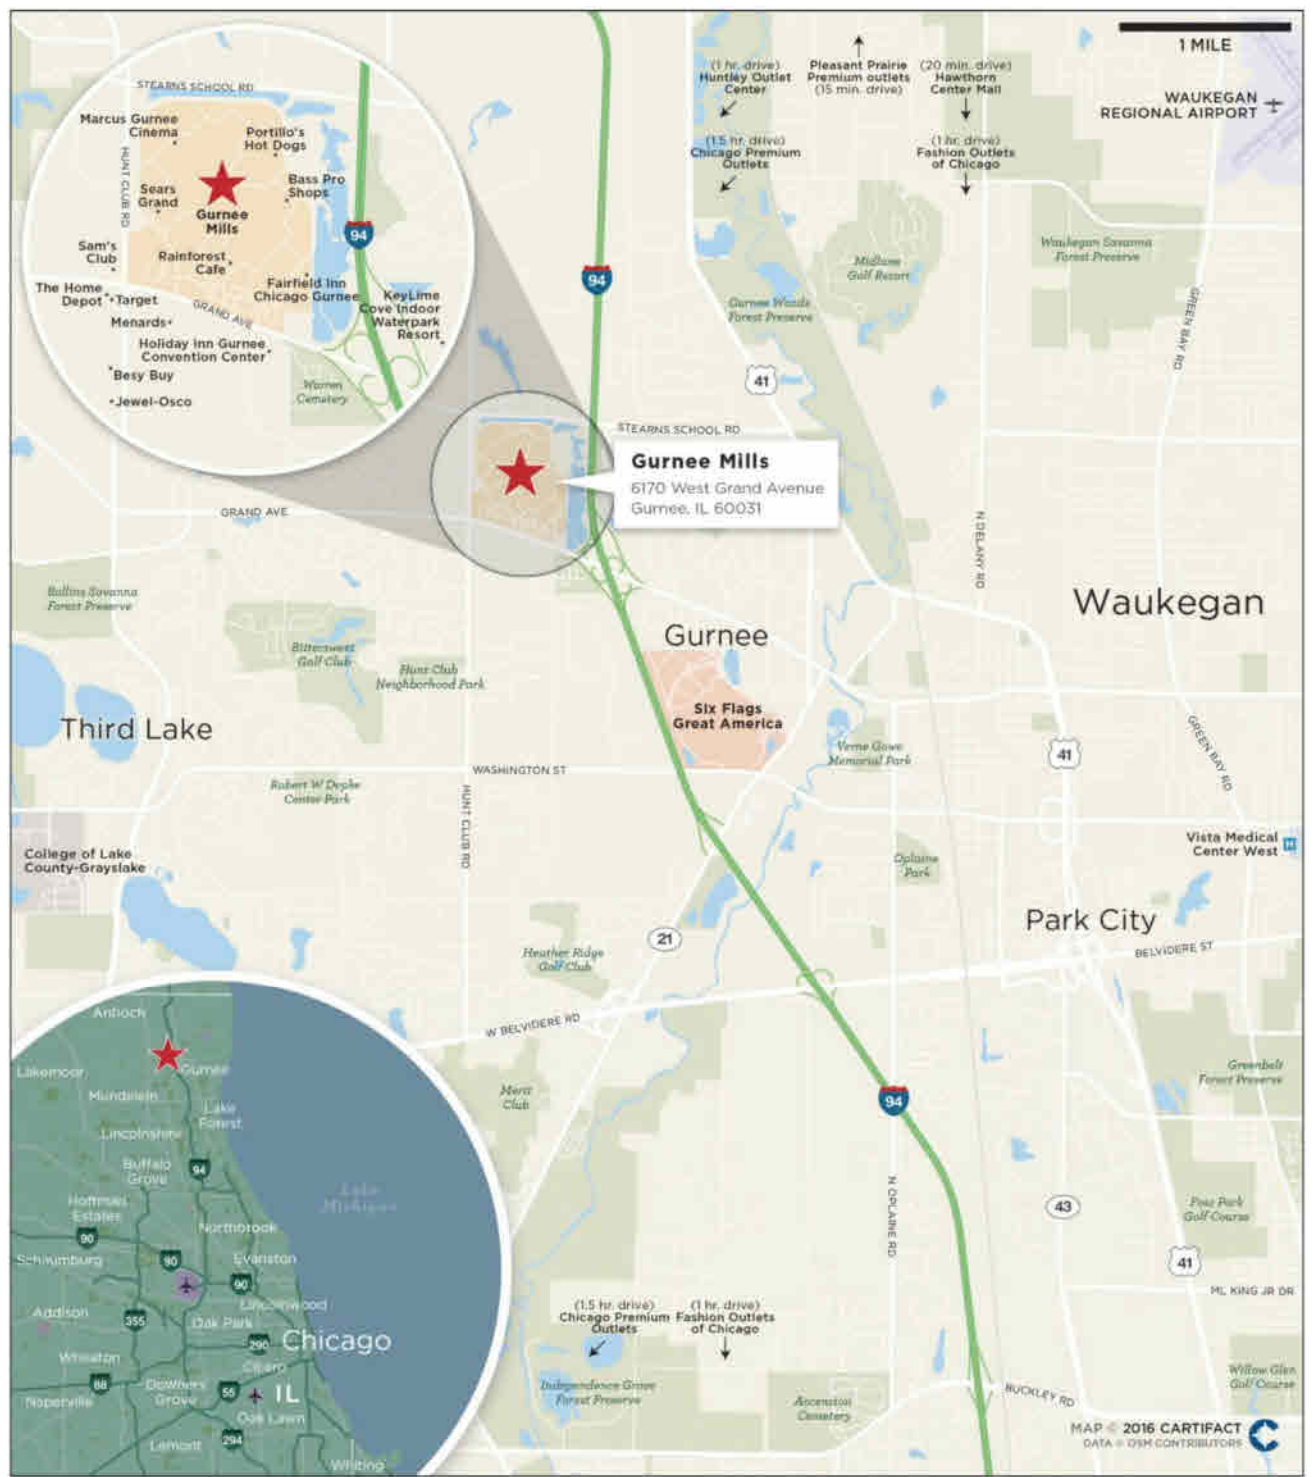 1 MILE
WAUKEGAN
REGIONAL AIRPORT
(1 hr. drive)
Huntley Outlet
Center
Pleasant Prairie
Premium outlets
(15 min. drive)
(20 min. drive)
Hawthorn
Center Mall
(1.5 hr. drive)
Chicago Premium
Outlets
(1 hr. drive)
Fashion Outlets
of Chicago
STEARNS SCHOOL RD
Marcus Gurnee
Cinema
Portillo's
Hot Dogs
HUNT CLUB RD
Sears
Grand
Bass Pro
Shops
Gurnee
Mills
94
Sam's
Club
Rainforest
Cafe
The Home
Depot
Target
Fairfield Inn
Chicago Gurnee
KeyLime
Cove Indoor
Waterpark
Resort
GRAND AVE
Menards
Holiday Inn Gurnee
Convention Center
Besy Buy
Jewel-Osco
Warren
Cemetery
94
Midlane
Golf Resort
Waukegan Savanna
Forest Preserve
Gurnee Woods
Forest Preserve
GREEN BAY RD
41
STEARNS SCHOOL RD
Gurnee Mills
6170 West Grand Avenue
Gurnee, IL 60031
GRAND AVE
N DELANY RD
Rollins Savanna
Forest Preserve
Waukegan
Gurnee
Bittersweet
Golf Club
Hunt Club
Neighborhood Park
Third Lake
Six Flags
Great America
Verne Gowe
Memorial Park
41
GREEN BAY RD
WASHINGTON ST
Robert W Depke
Center Park
HUNT CLUB RD
College of Lake
County-Grayslake
Vista Medical
Center West
H
Oplaine
Park
Park City
21
Heather Ridge
Golf Club
BELVIDERE ST
W BELVIDERE RD
Merit
Club
94
Greenbelt
Forest Preserve
N OPLAINE RD
43
Foss Park
Golf Course
41
ML KING JR DR
(1.5 hr. drive)
Chicago Premium
Outlets
(1 hr. drive)
Fashion Outlets
of Chicago
Independence Grove
Forest Preserve
Ascension
Cemetery
BUCKLEY RD
Willow Glen
Golf Course
Antioch
Gurnee
Lakemoor
Mundelein
Lake
Forest
Lincolnshire
Buffalo
Grove
94
Lake
Michigan
Hoffman
Estates
90
Northbrook
Schaumburg
90
Evanston
90
Lincolnwood
Addison
355
Oak Park
290
Chicago
Wheaton
Cicero
88
Downers
Grove
55
IL
Naperville
Oak Lawn
294
Lemont
Whiting
MAP © 2016 CARTIFACT
DATA © OSM CONTRIBUTORS